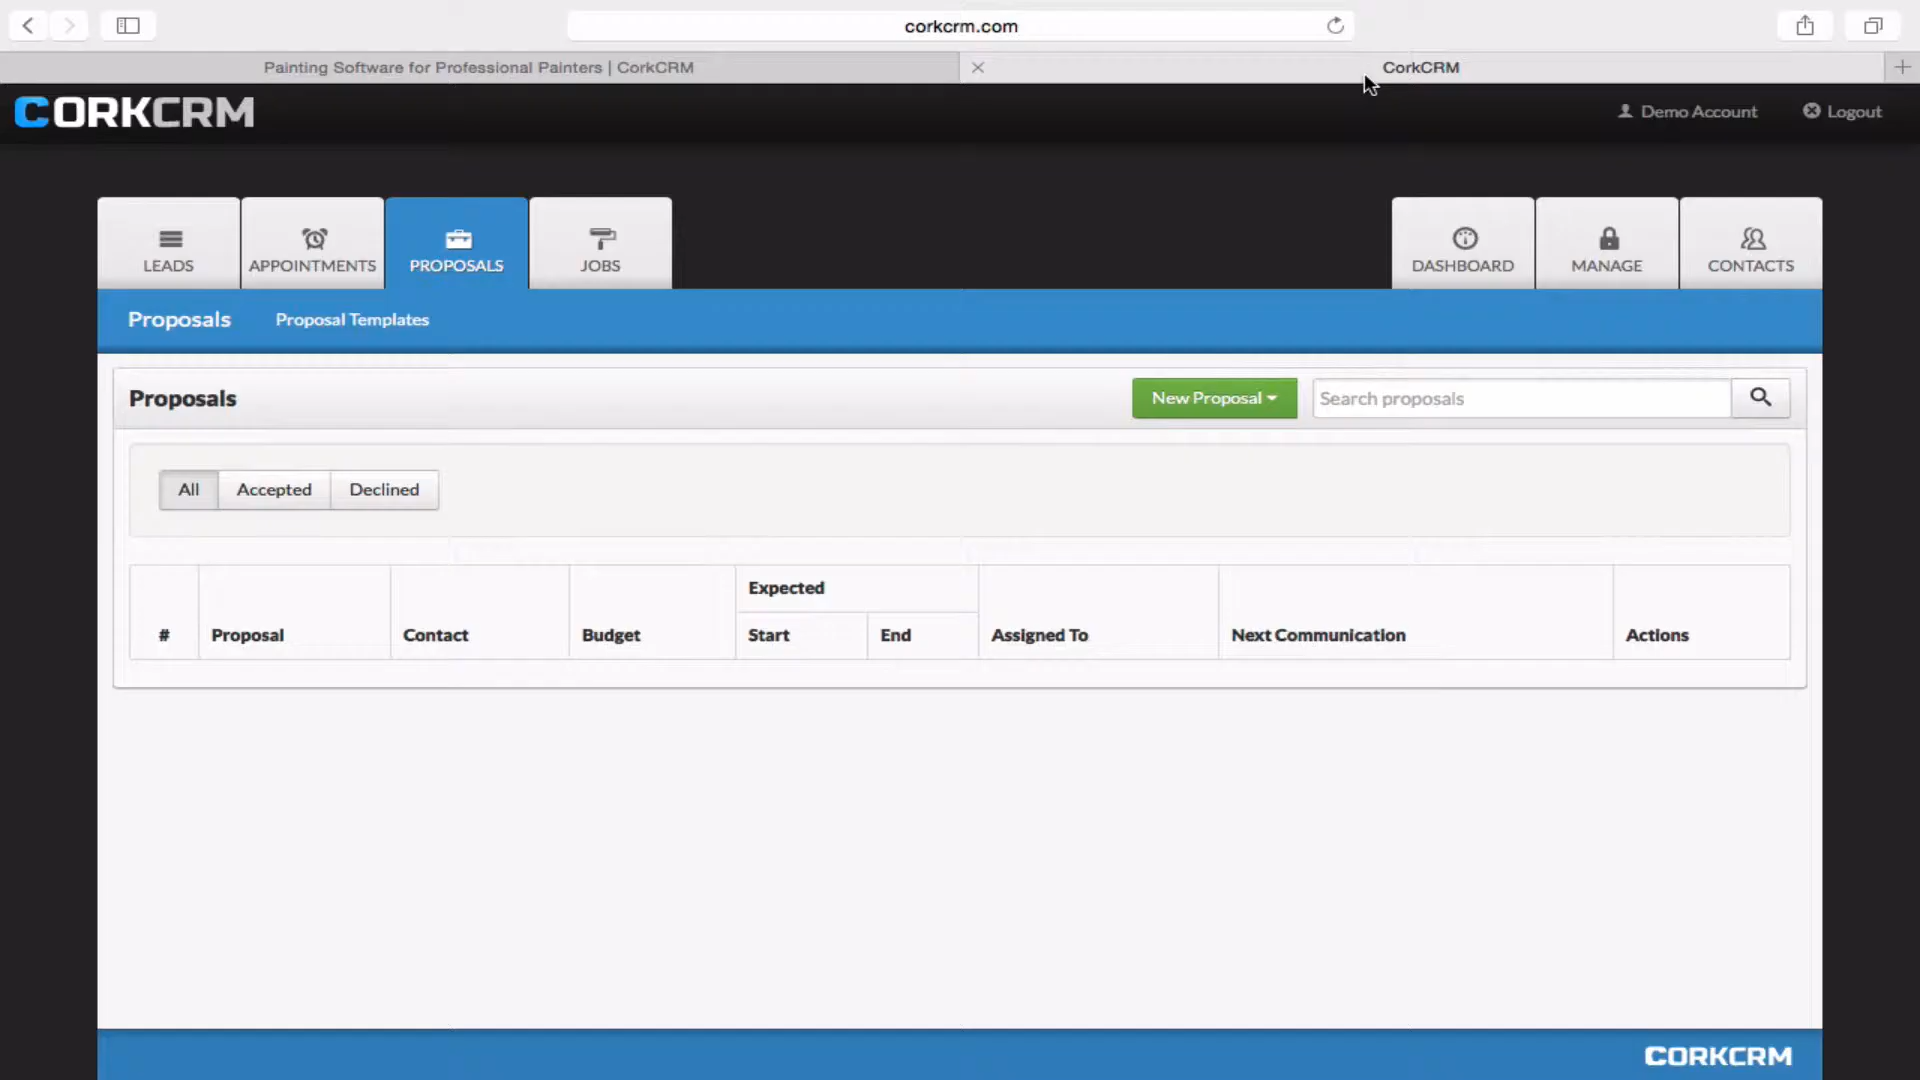 corkcrm.com
Painting Software for Professional Painters | CorkCRM
CorkCRM
CORKCRM
Demo Account
Logout
LEADS
APPOINTMENTS
PROPOSALS
JOBS
DASHBOARD
MANAGE
CONTACTS
Proposals
Proposal Templates
Proposals
New Proposal
Search proposals
All
Accepted
Declined
#
Proposal
Contact
Budget
Expected
Start
End
Assigned To
Next Communication
Actions
CORKCRM